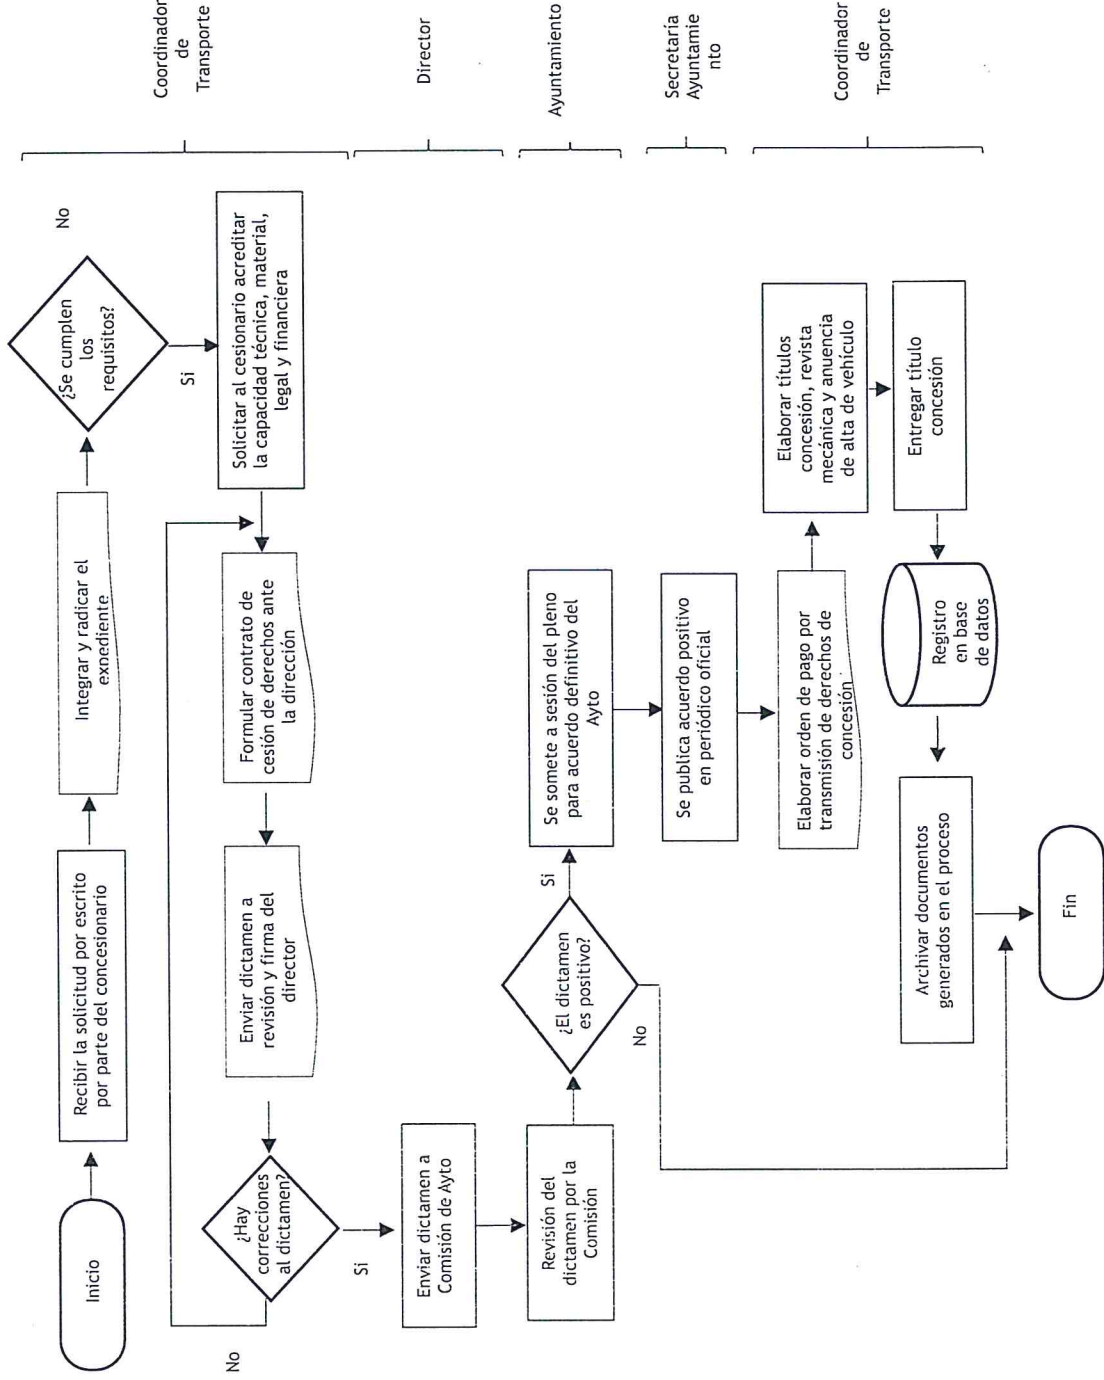 Inicio
Recibir la solicitud por escrito
por parte del concesionario
Integrar y radicar el
exnediente
¿Se cumplen
los
requisitos?
No
Si
Solicitar al cesionario acreditar
la capacidad técnica, material,
legal y financiera
Formular contrato de
cesión de derechos ante
la dirección
Enviar dictamen a
revisión y firma del
director
¿Hay
correcciones
al dictamen?
No
Si
Enviar dictamen a
Comisión de Ayto
Revisión del
dictamen por la
Comisión
¿El dictamen
es positivo?
Si
No
Se somete a sesión del pleno
para acuerdo definitivo del
Ayto
Se publica acuerdo positivo
en periódico oficial
Elaborar orden de pago por
transmisión de derechos de
concesión
Elaborar títulos
concesión, revista
mecánica y anuencia
de alta de vehículo
Entregar título
concesión
Registro
en base
de datos
Archivar documentos
generados en el proceso
Fin
Coordinador
de
Transporte
Director
Ayuntamiento
Secretaría
Ayuntamie
nto
Coordinador
de
Transporte